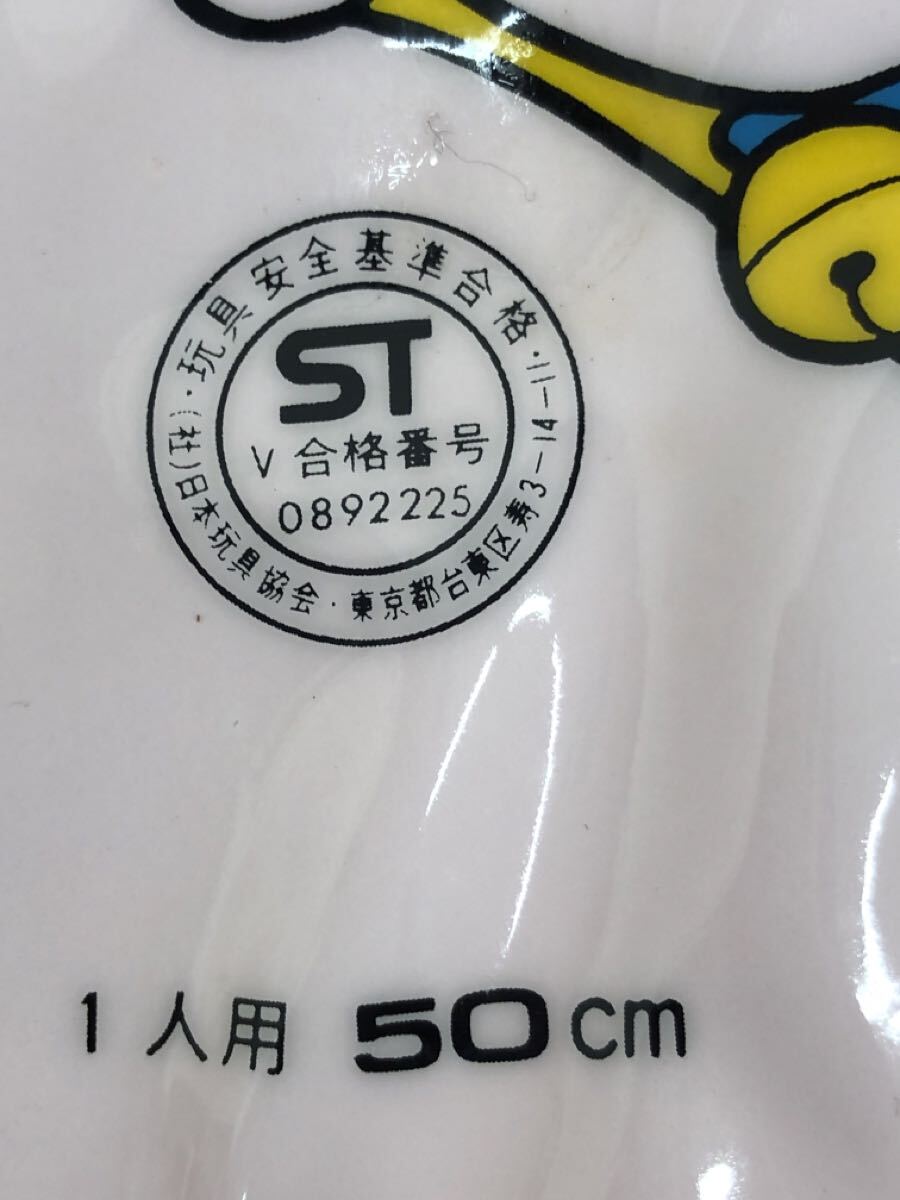 ・玩具安全基準合格・
ST
V 合格番号
0892225
(社)日本玩具協会・東京都台東区寿3-14-11
1人用 50cm